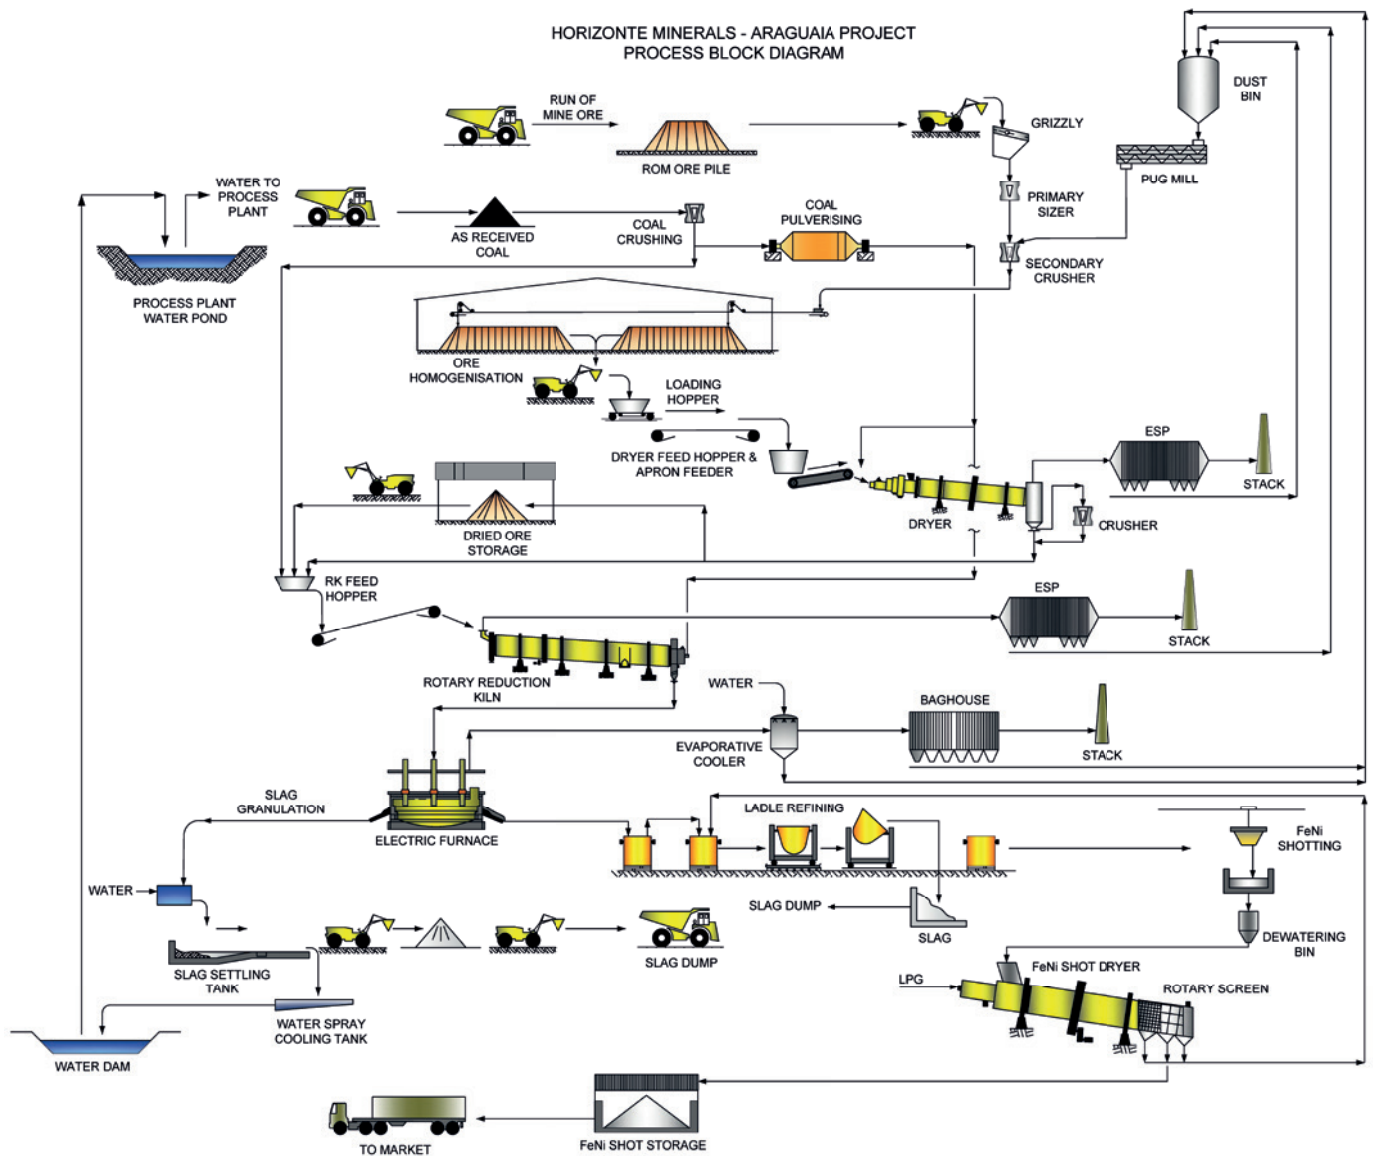 HORIZONTE MINERALS - ARAGUAIA PROJECT
PROCESS BLOCK DIAGRAM
DUST
BIN
RUN OF
MINE ORE
GRIZZLY
ROM ORE PILE
PUG MILL
WATER TO
PROCESS
PLANT
PRIMARY
SIZER
COAL
PULVERISING
COAL
CRUSHING
AS RECEIVED
COAL
SECONDARY
CRUSHER
PROCESS PLANT
WATER POND
ORE
HOMOGENISATION
LOADING
HOPPER
DRYER FEED HOPPER &
APRON FEEDER
ESP
STACK
DRYER
CRUSHER
DRIED ORE
STORAGE
RK FEED
HOPPER
ESP
STACK
ROTARY REDUCTION
KILN
WATER
BAGHOUSE
EVAPORATIVE
COOLER
STACK
SLAG
GRANULATION
LADLE REFINING
ELECTRIC FURNACE
FeNi
SHOTTING
WATER
SLAG DUMP
SLAG
DEWATERING
BIN
SLAG DUMP
SLAG SETTLING
TANK
FeNi SHOT DRYER
LPG
ROTARY SCREEN
WATER SPRAY
COOLING TANK
WATER DAM
FeNi SHOT STORAGE
TO MARKET